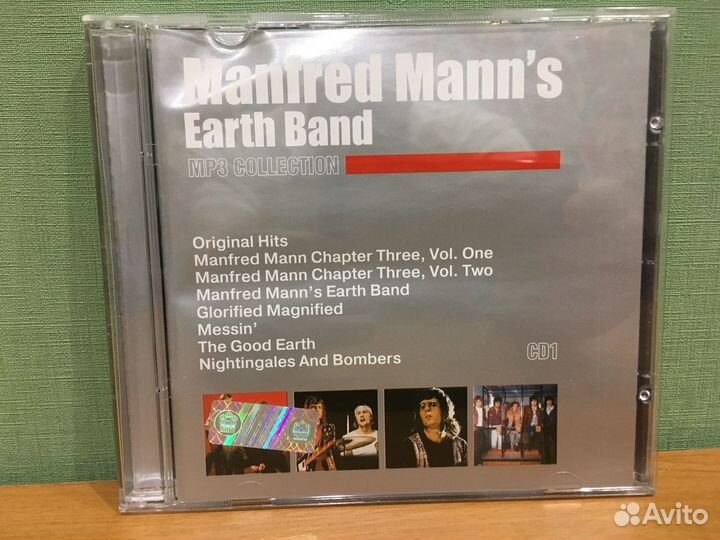 Manfred Mann's
Earth Band
MP3 COLLECTION
Original Hits
Manfred Mann Chapter Three, Vol. One
Manfred Mann Chapter Three, Vol. Two
Manfred Mann's Earth Band
Glorified Magnified
Messin'
The Good Earth
Nightingales And Bombers
CD1
Avito